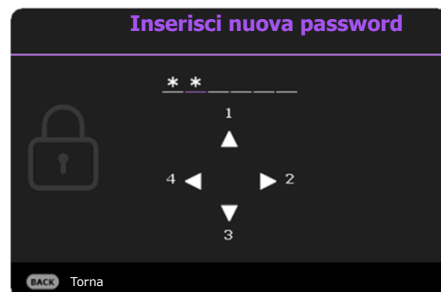 Inserisci nuova password
* * _ _ _ _
1
4 2
3
BACK Torna